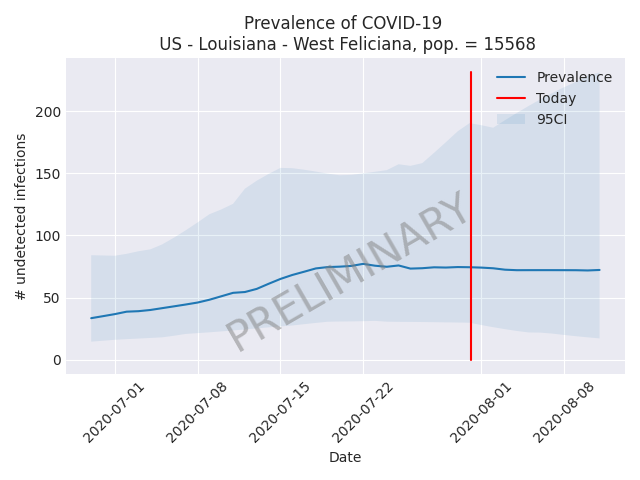 Prevalence of COVID-19
US - Louisiana - West Feliciana, pop. = 15568
Prevalence
Today
95CI
200
150
100
50
0
# undetected infections
PRELIMINARY
2020-07-01
2020-07-08
2020-07-15
2020-07-22
2020-08-01
2020-08-08
Date